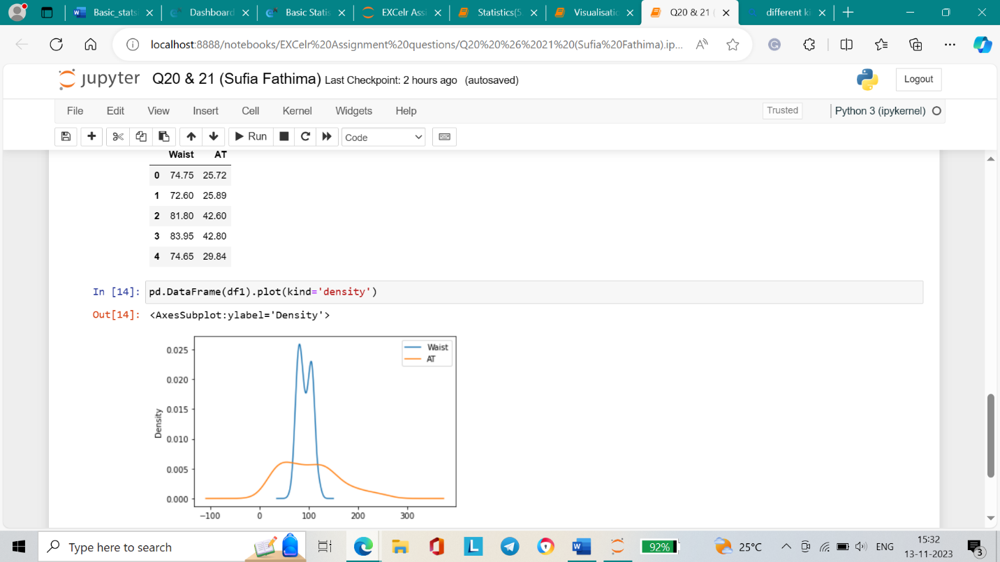 Basic_stats Dashboard Basic Statis EXCelr Assi Statistics(5. Visualisatio Q20 & 21 ( different ki
localhost:8888/notebooks/EXCelr%20Assignment%20questions/Q20%20%26%2021%20(Sufia%20Fathima).ip...
jupyter Q20 & 21 (Sufia Fathima) Last Checkpoint: 2 hours ago (autosaved) Logout
File Edit View Insert Cell Kernel Widgets Help Trusted Python 3 (ipykernel)
Run Code
Waist AT
0 74.75 25.72
1 72.60 25.89
2 81.80 42.60
3 83.95 42.80
4 74.65 29.84
In [14]: pd.DataFrame(df1).plot(kind='density')
Out[14]: <AxesSubplot:ylabel='Density'>
Waist
AT
0.025
0.020
0.015
0.010
0.005
0.000
Density
−100 0 100 200 300
Type here to search 92% 25°C ENG 15:32
13-11-2023 3